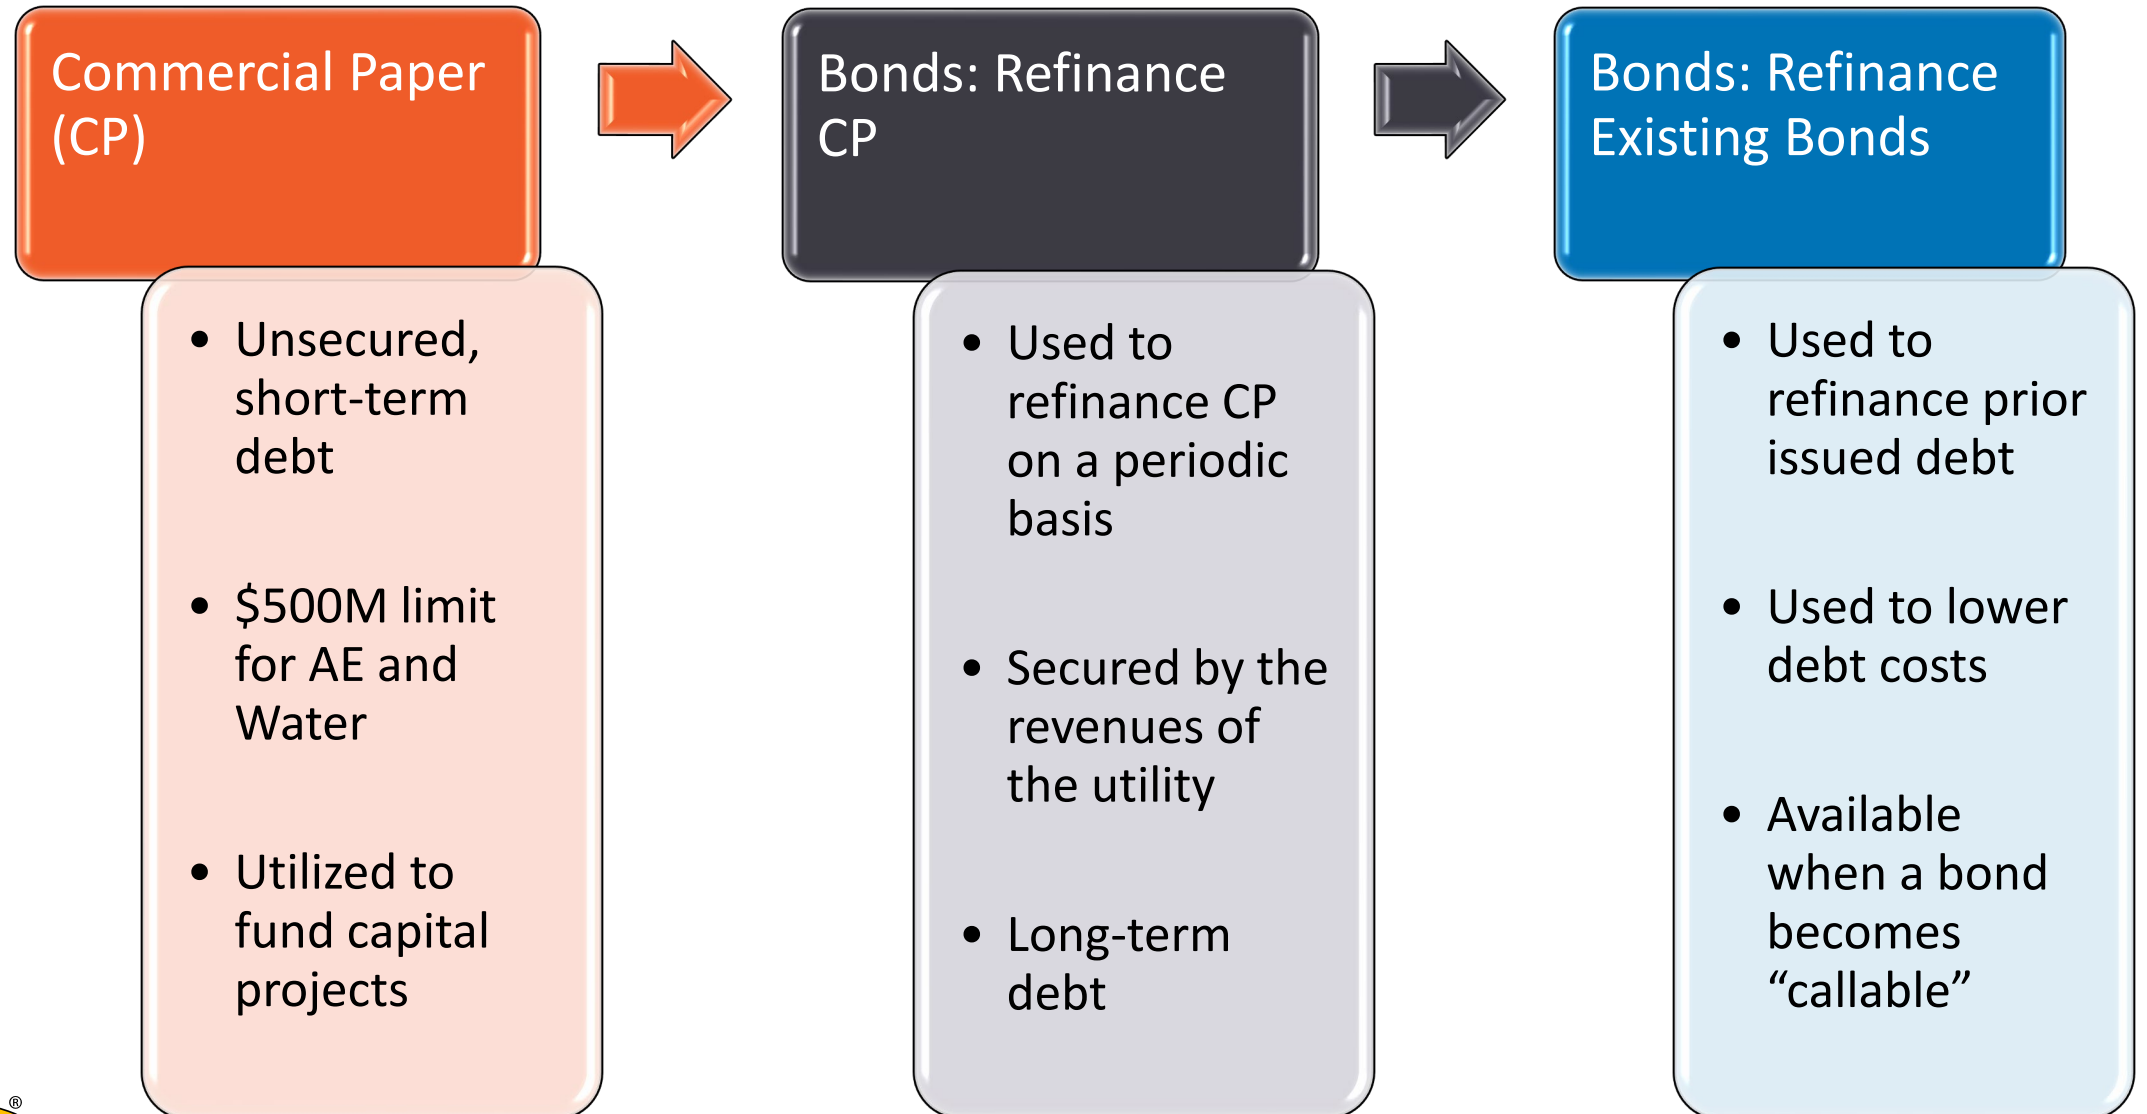 Commercial Paper
(CP)
• Unsecured,
short-term
debt
• $500M limit
for AE and
Water
• Utilized to
fund capital
projects
Bonds: Refinance
CP
• Used to
refinance CP
on a periodic
basis
• Secured by the
revenues of
the utility
• Long-term
debt
Bonds: Refinance
Existing Bonds
• Used to
refinance prior
issued debt
• Used to lower
debt costs
• Available
when a bond
becomes
“callable”
®